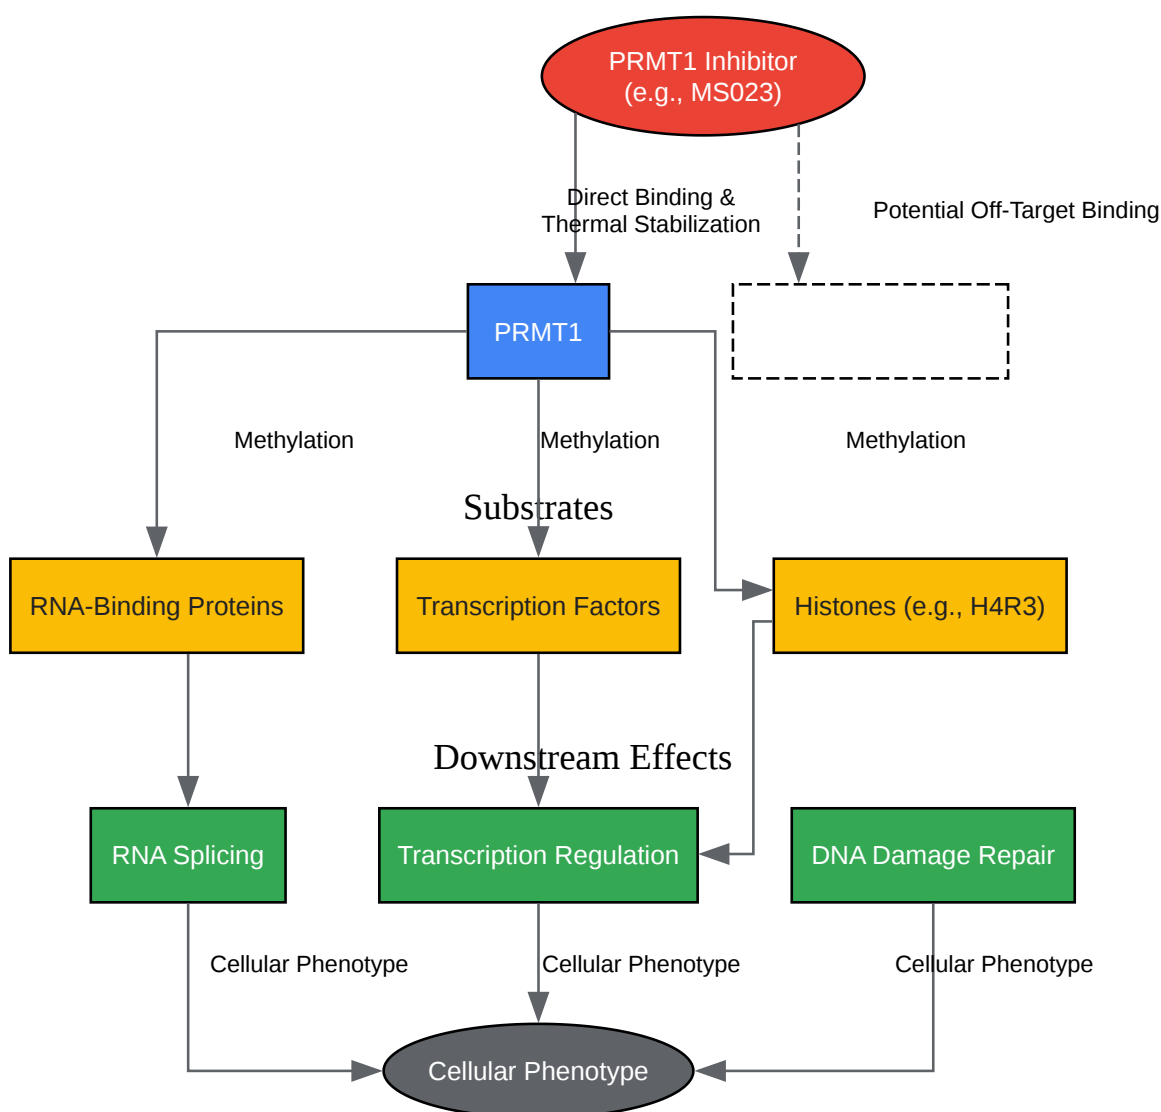 PRMT1 Inhibitor
(e.g., MS023)
Direct Binding &
Thermal Stabilization
Potential Off-Target Binding
PRMT1
Methylation
Methylation
Methylation
Substrates
RNA-Binding Proteins
Transcription Factors
Histones (e.g., H4R3)
Downstream Effects
RNA Splicing
Transcription Regulation
DNA Damage Repair
Cellular Phenotype
Cellular Phenotype
Cellular Phenotype
Cellular Phenotype